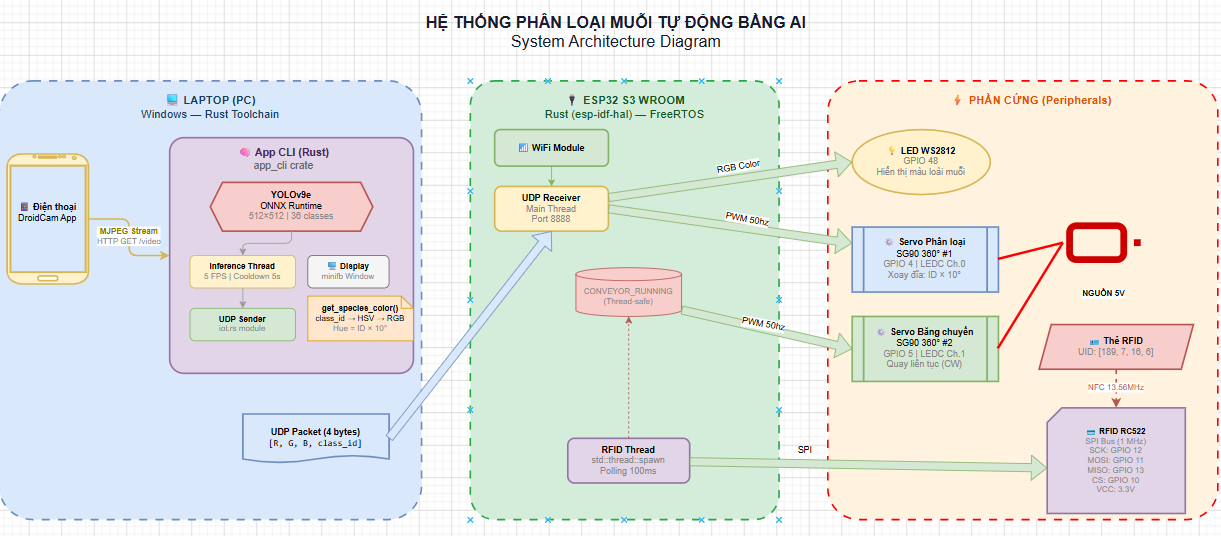 HỆ THỐNG PHÂN LOẠI MUỖI TỰ ĐỘNG BẰNG AI
System Architecture Diagram
LAPTOP (PC)
Windows — Rust Toolchain
Điện thoại
DroidCam App
MJPEG Stream
HTTP GET /video
App CLI (Rust)
app_cli crate
YOLOv9e
ONNX Runtime
512×512 | 36 classes
Inference Thread
5 FPS | Cooldown 5s
Display
minifb Window
UDP Sender
iot.rs module
get_species_color()
class_id → HSV → RGB
Hue = ID × 10°
UDP Packet (4 bytes)
[R, G, B, class_id]
ESP32 S3 WROOM
Rust (esp-idf-hal) — FreeRTOS
WiFi Module
UDP Receiver
Main Thread
Port 8888
CONVEYOR_RUNNING
(Thread-safe)
RFID Thread
std::thread::spawn
Polling 100ms
RGB Color
PWM 50hz
PWM 50hz
SPI
PHẦN CỨNG (Peripherals)
LED WS2812
GPIO 48
Hiển thị màu loài muỗi
Servo Phân loại
SG90 360° #1
GPIO 4 | LEDC Ch.0
Xoay đĩa: ID × 10°
Servo Băng chuyền
SG90 360° #2
GPIO 5 | LEDC Ch.1
Quay liên tục (CW)
NGUỒN 5V
Thẻ RFID
UID: [189, 7, 16, 6]
NFC 13.56MHz
RFID RC522
SPI Bus (1 MHz)
SCK: GPIO 12
MOSI: GPIO 11
MISO: GPIO 13
CS: GPIO 10
VCC: 3.3V